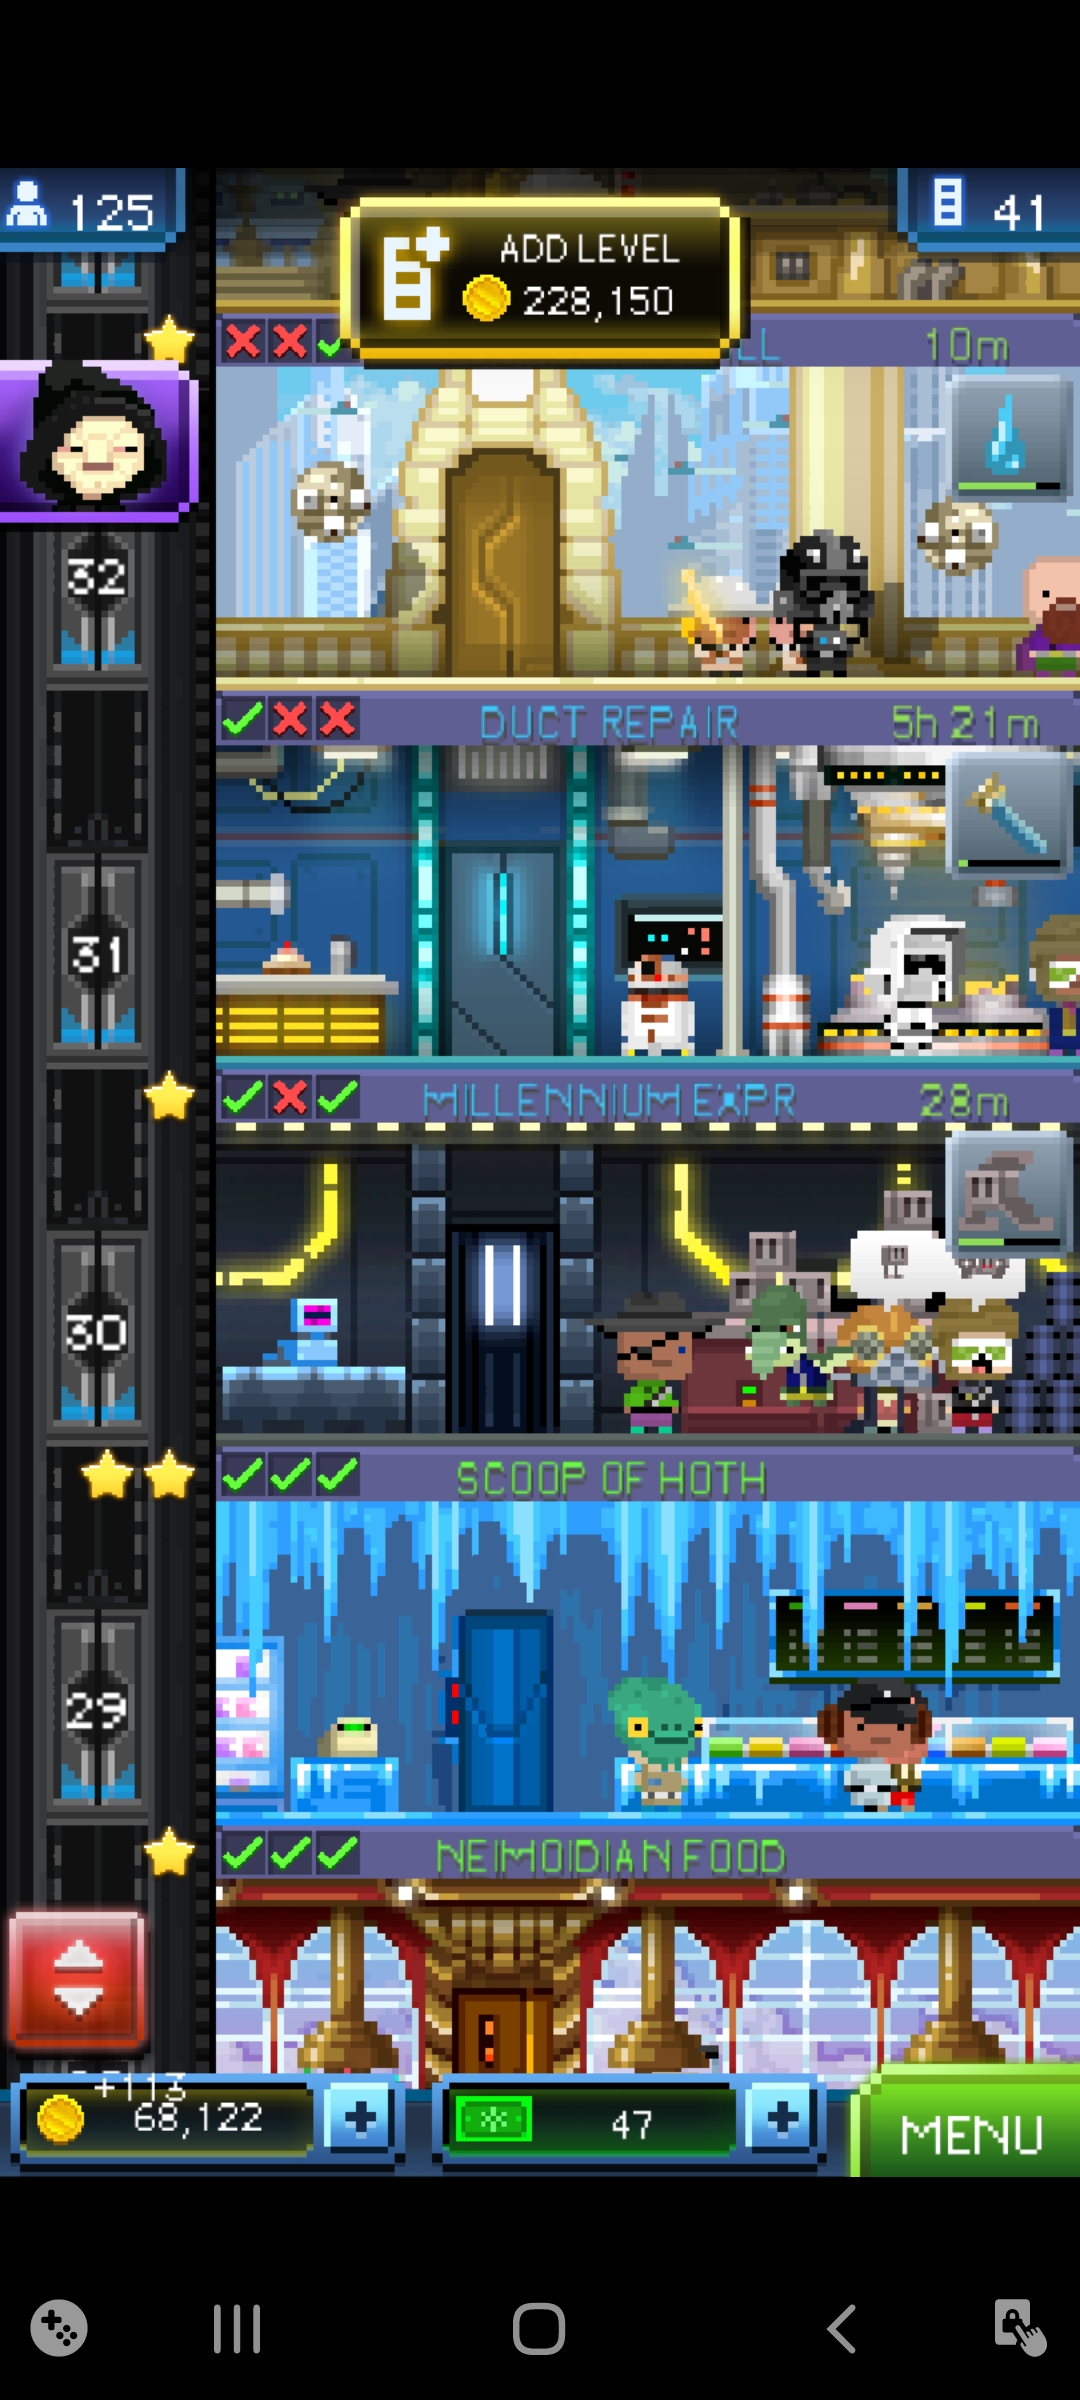 125
ADD LEVEL
228,150
41
LL
10m
32
DUCT REPAIR
5h 21m
31
MILLENNIUM EXPR
28m
30
SCOOP OF HOTH
29
NEIMOIDIAN FOOD
+113
68,122
47
MENU